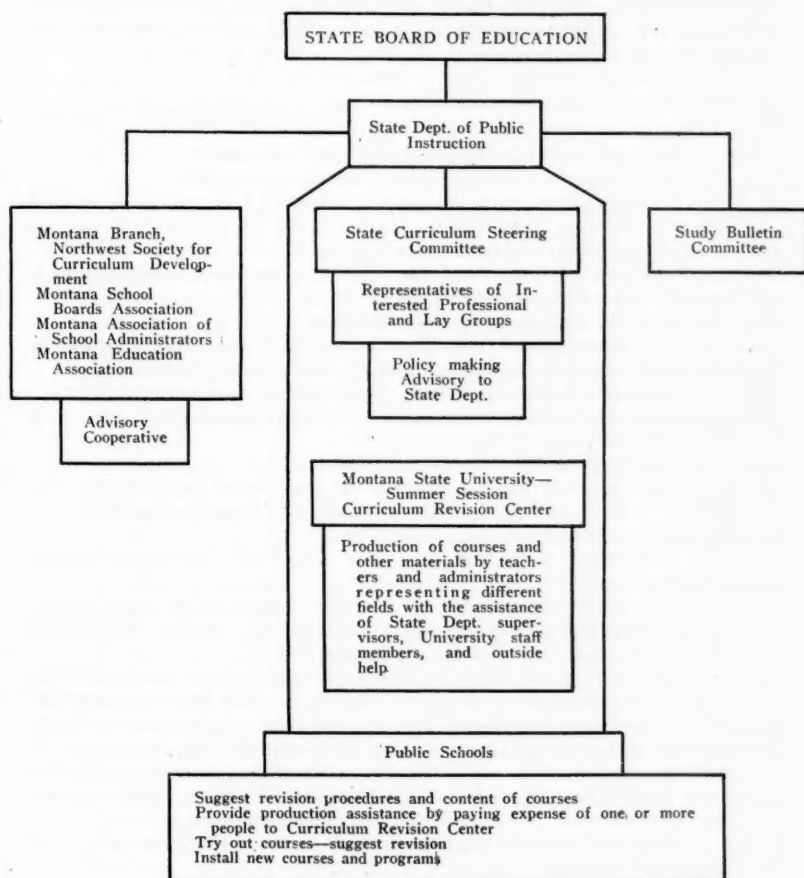 STATE BOARD OF EDUCATION
State Dept. of Public
Instruction
Montana Branch,
Northwest Society for
Curriculum Develop-
ment
Montana School
Boards Association
Montana Association of
School Administrators
Montana Education
Association
Advisory
Cooperative
State Curriculum Steering
Committee
Representatives of In-
terested Professional
and Lay Groups
Policy making
Advisory to
State Dept.
Study Bulletin
Committee
Montana State University—
Summer Session
Curriculum Revision Center
Production of courses and
other materials by teach-
ers and administrators
representing different
fields with the assistance
of State Dept. super-
visors, University staff
members, and outside
help.
Public Schools
Suggest revision procedures and content of courses
Provide production assistance by paying expense of one or more
people to Curriculum Revision Center
Try out courses—suggest revision
Install new courses and programs